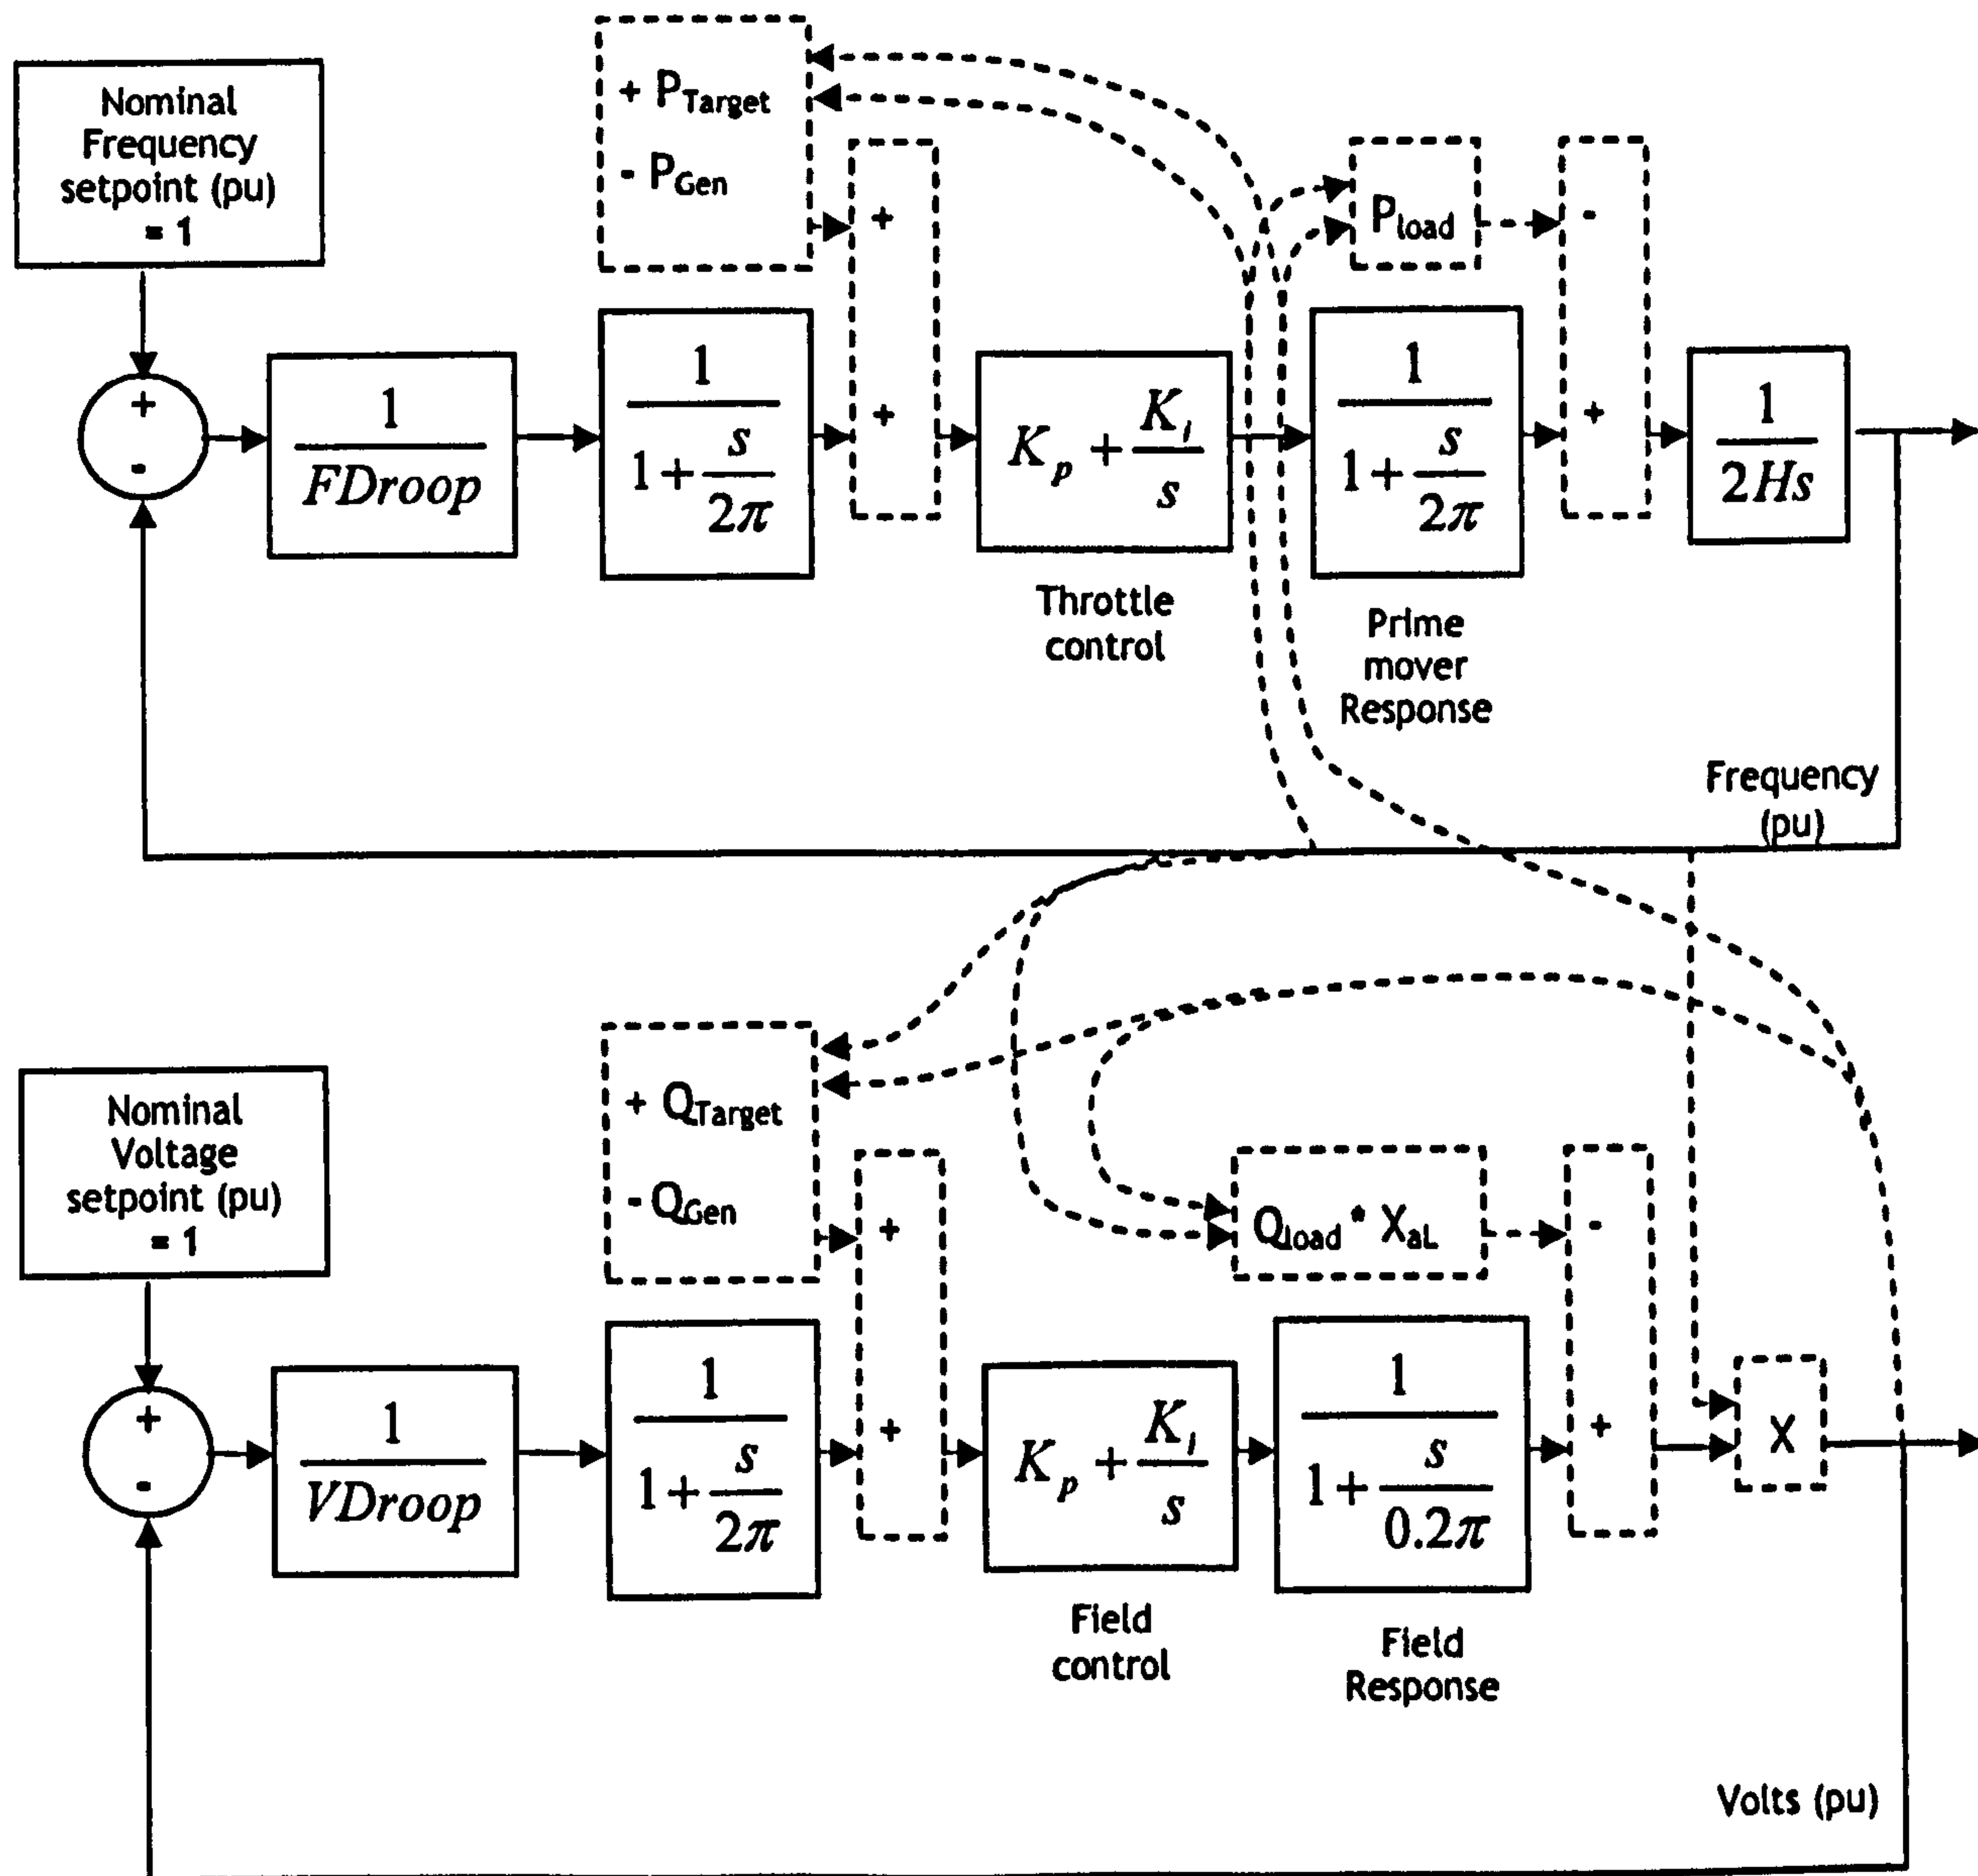 Nominal
Frequency
setpoint (pu)
= 1
+ P_Target
- P_Gen
+
+
P_load
-
+
+
-
1
FDroop
1
1 + s
2π
K_p + K_i
s
1
1 + s
2π
1
2Hs
Throttle
control
Prime
mover
Response
Frequency
(pu)
Nominal
Voltage
setpoint (pu)
= 1
+ Q_Target
- Q_Gen
+
+
Q_load * X_aL
-
+
+
-
1
VDroop
1
1 + s
2π
K_p + K_i
s
1
1 + s
0.2π
X
Field
control
Field
Response
Volts (pu)